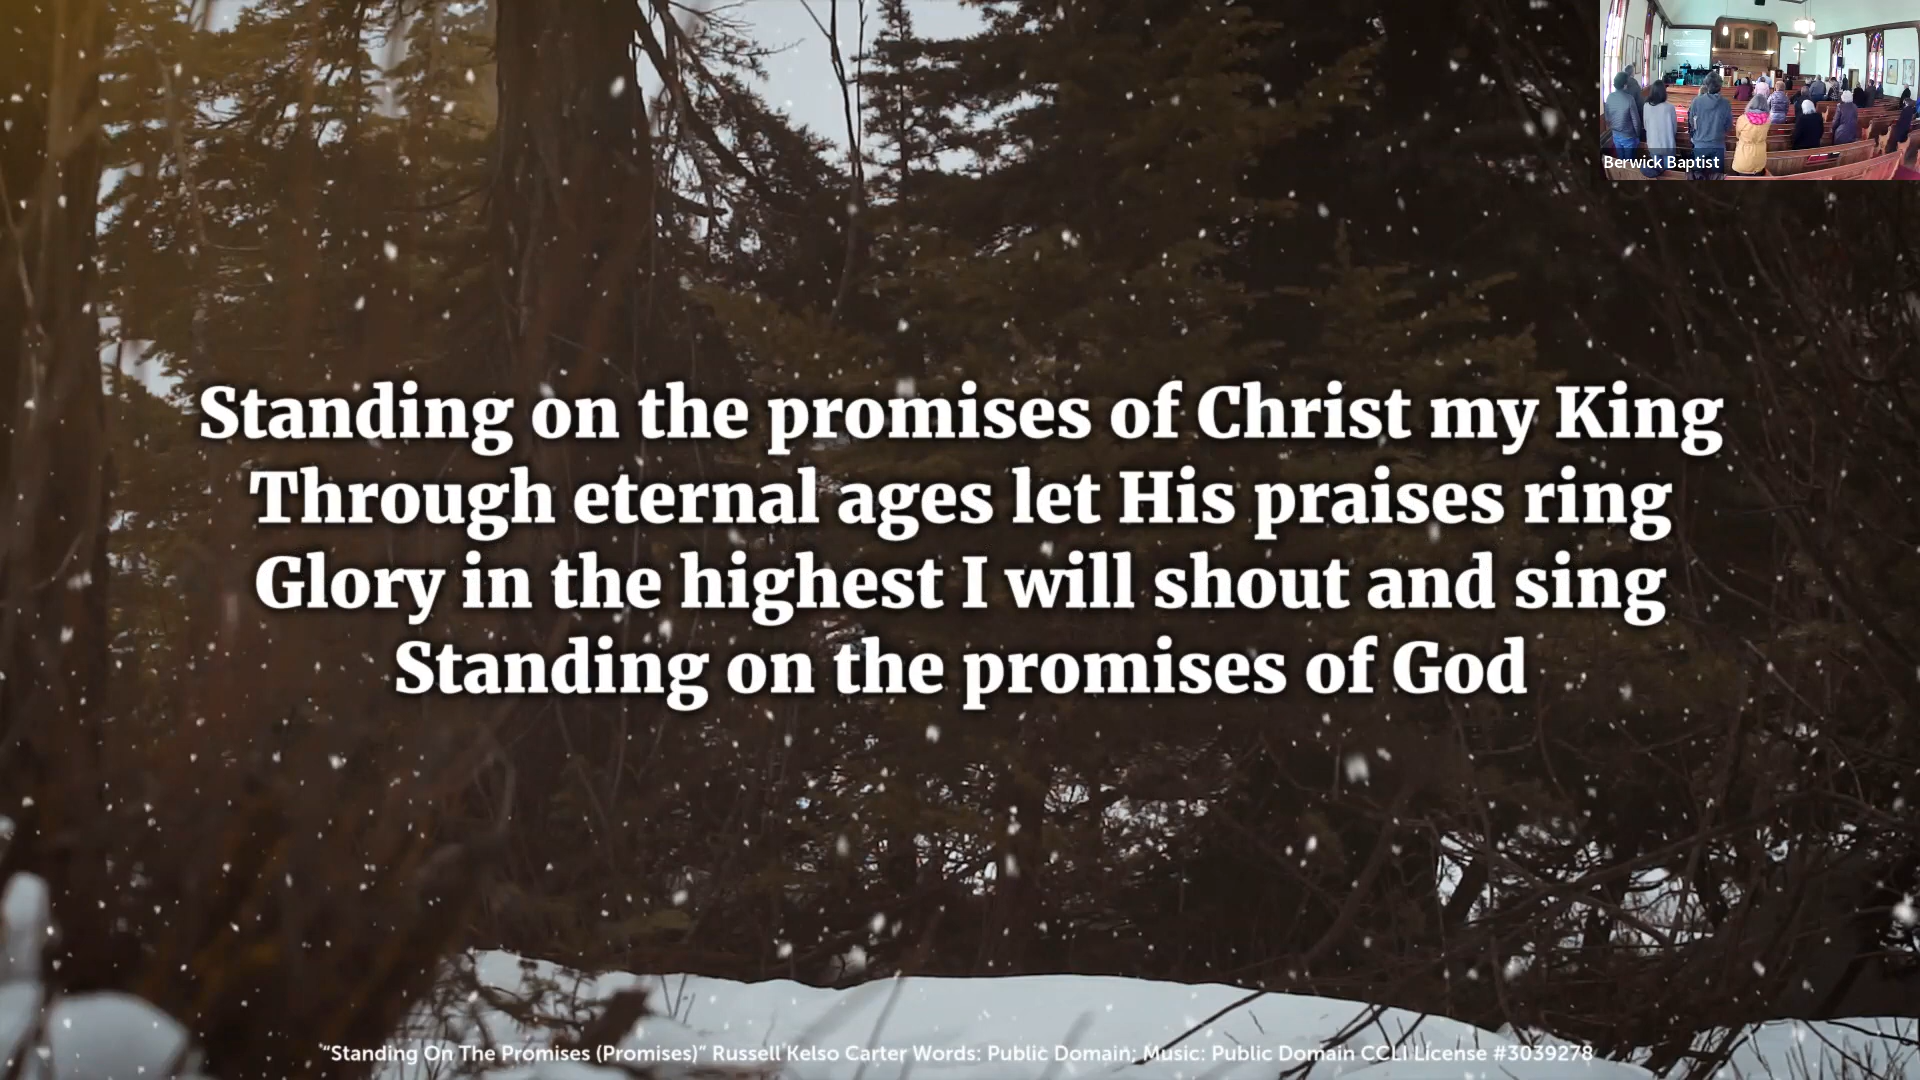 Berwick Baptist
Standing on the promises of Christ my King
Through eternal ages let His praises ring
Glory in the highest I will shout and sing
Standing on the promises of God
“Standing On The Promises (Promises)” Russell Kelso Carter Words: Public Domain; Music: Public Domain CCLI License #3039278